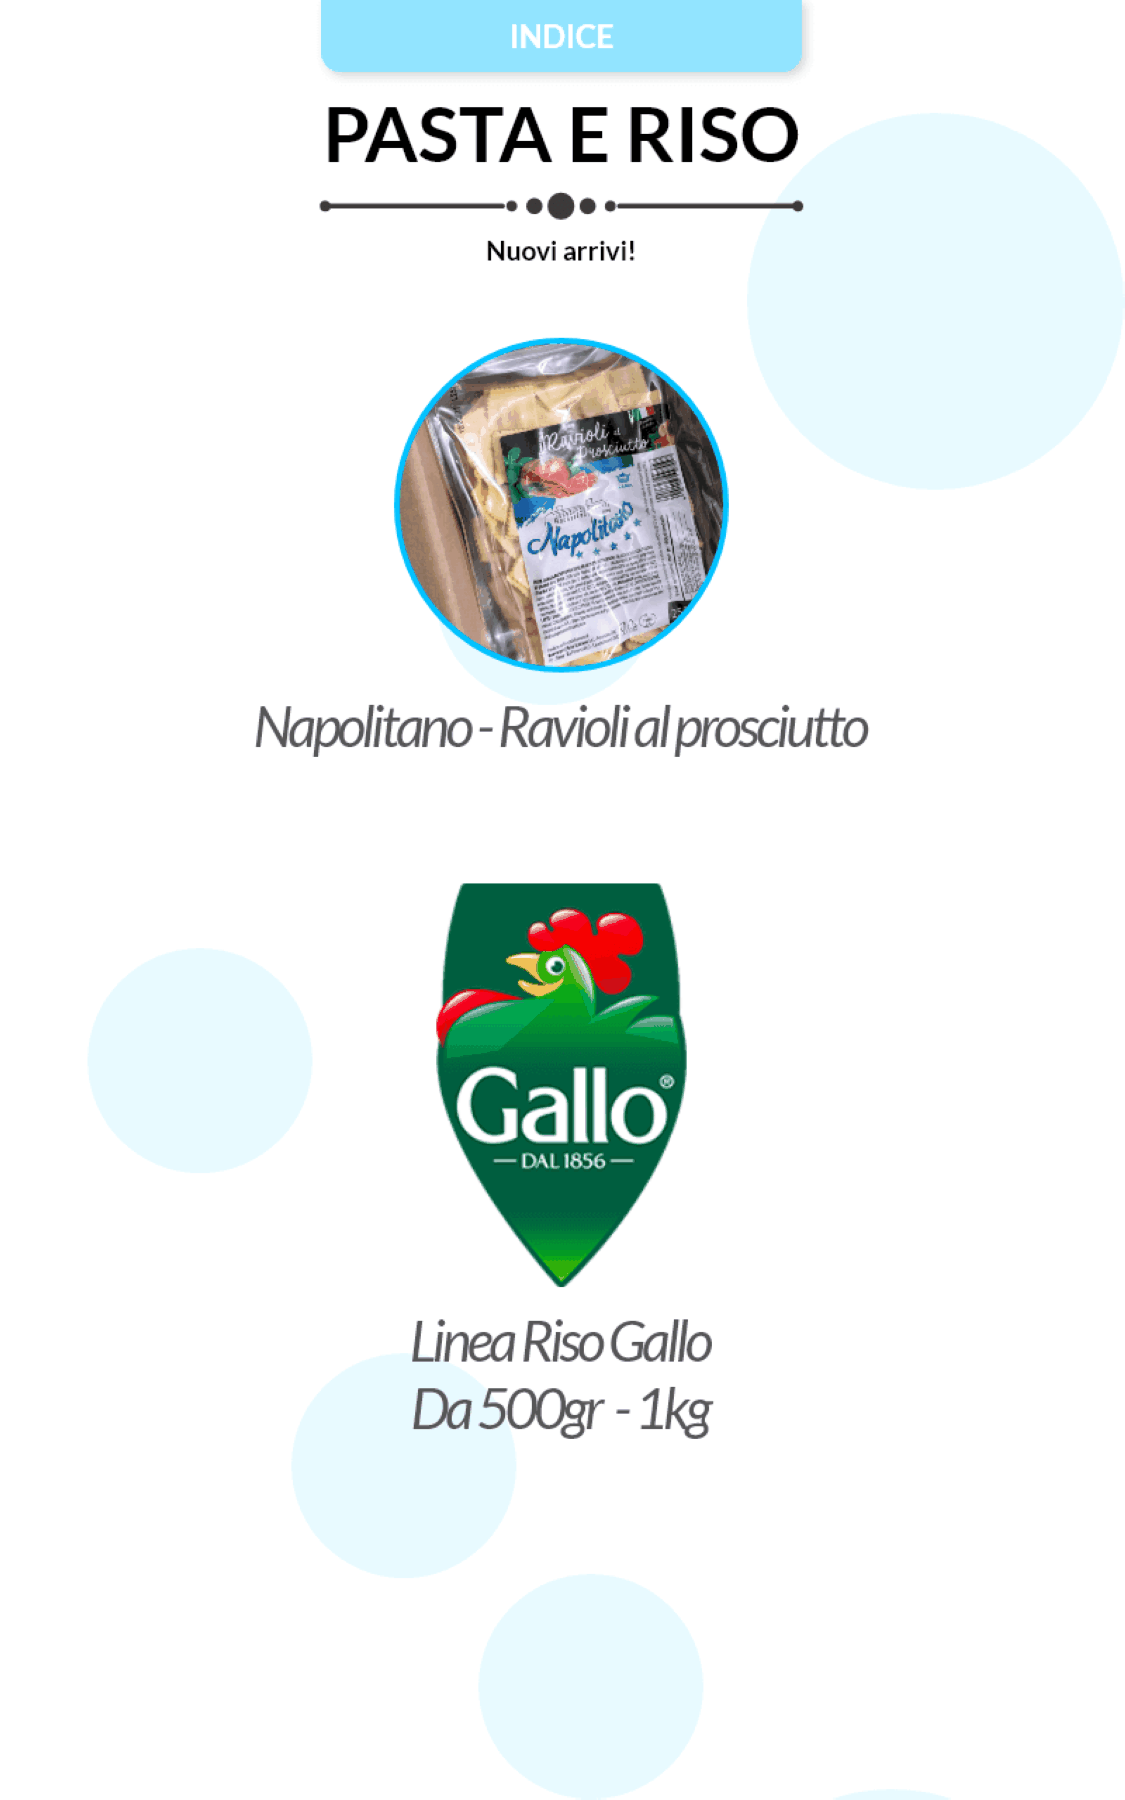 INDICE
PASTA E RISO
Nuovi arrivi!
Ravioli al
Prosciutto
Napolitano
Napolitano - Ravioli al prosciutto
Gallo®
DAL 1856
Linea Riso Gallo
Da 500gr - 1kg